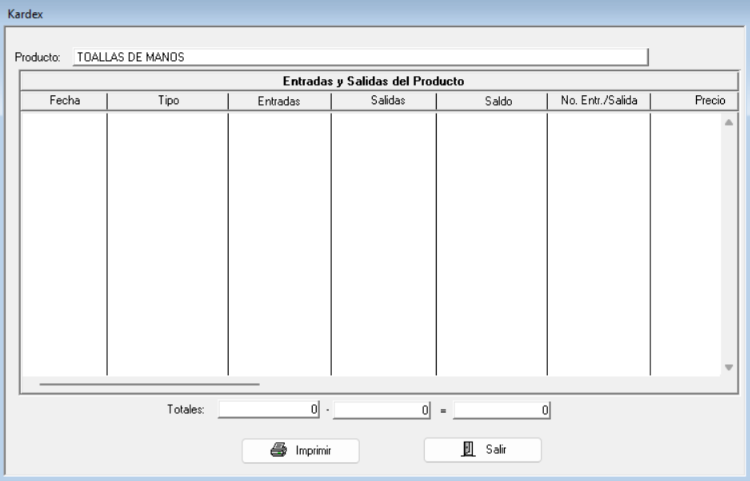 Kardex
Producto: TOALLAS DE MANOS
Entradas y Salidas del Producto
Fecha Tipo Entradas Salidas Saldo No. Entr./Salida Precio
Totales: 0 - 0 = 0
Imprimir Salir